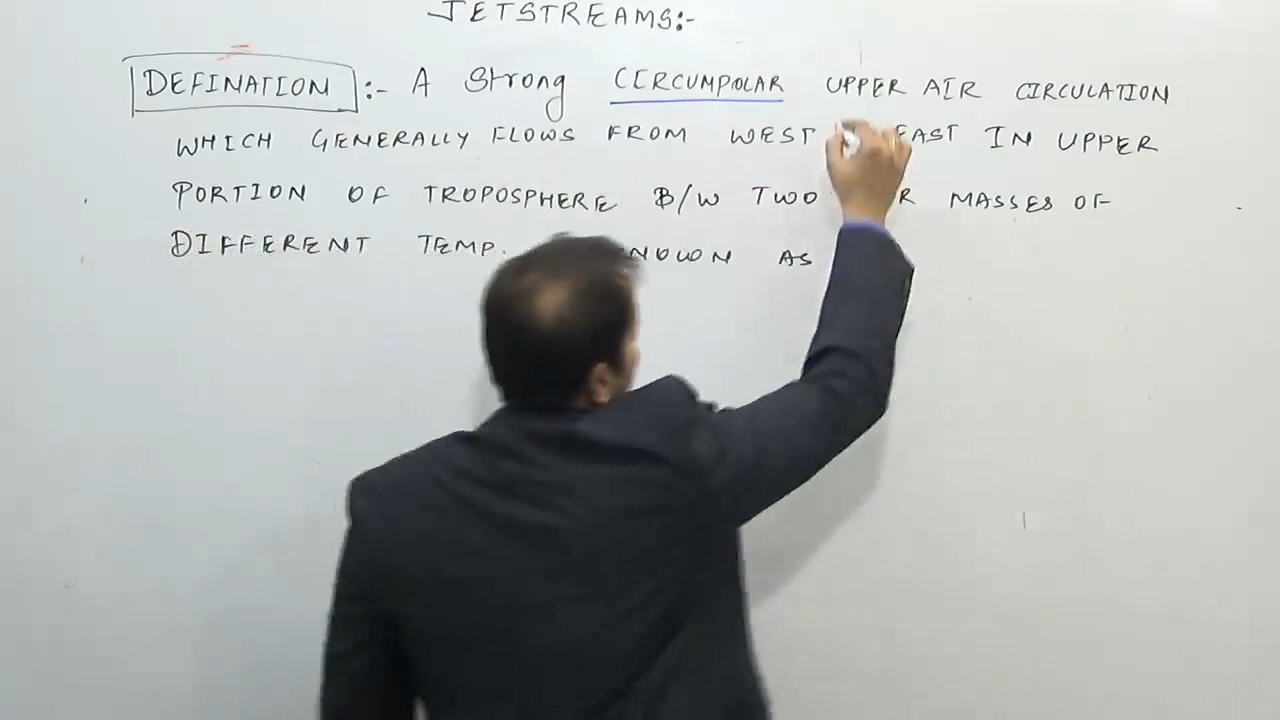 JETSTREAMS:-
DEFINATION :- A Strong CIRCUMPOLAR UPPER AIR CIRCULATION
WHICH GENERALLY FLOWS FROM WEST EAST IN UPPER
PORTION OF TROPOSPHERE B/W TWO MASSES OF
DIFFERENT TEMP. AS